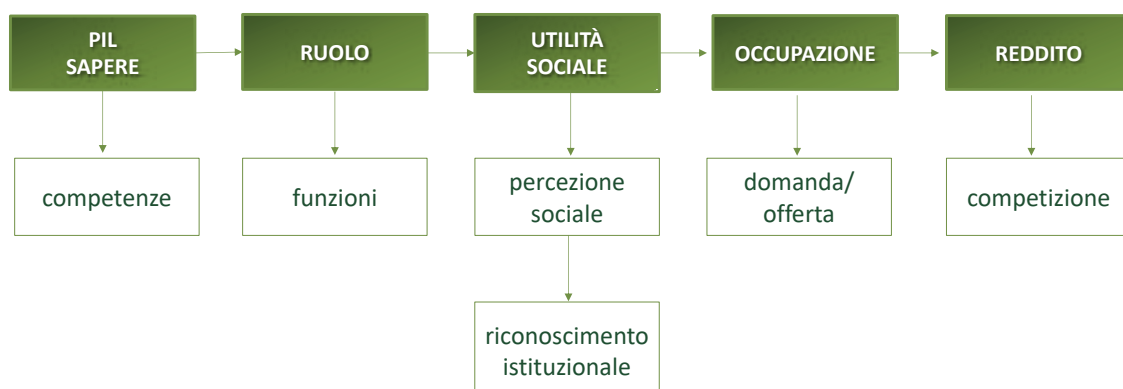 PIL
SAPERE
RUOLO
UTILITÀ
SOCIALE
OCCUPAZIONE
REDDITO
competenze
funzioni
percezione
sociale
domanda/
offerta
competizione
riconoscimento
istituzionale